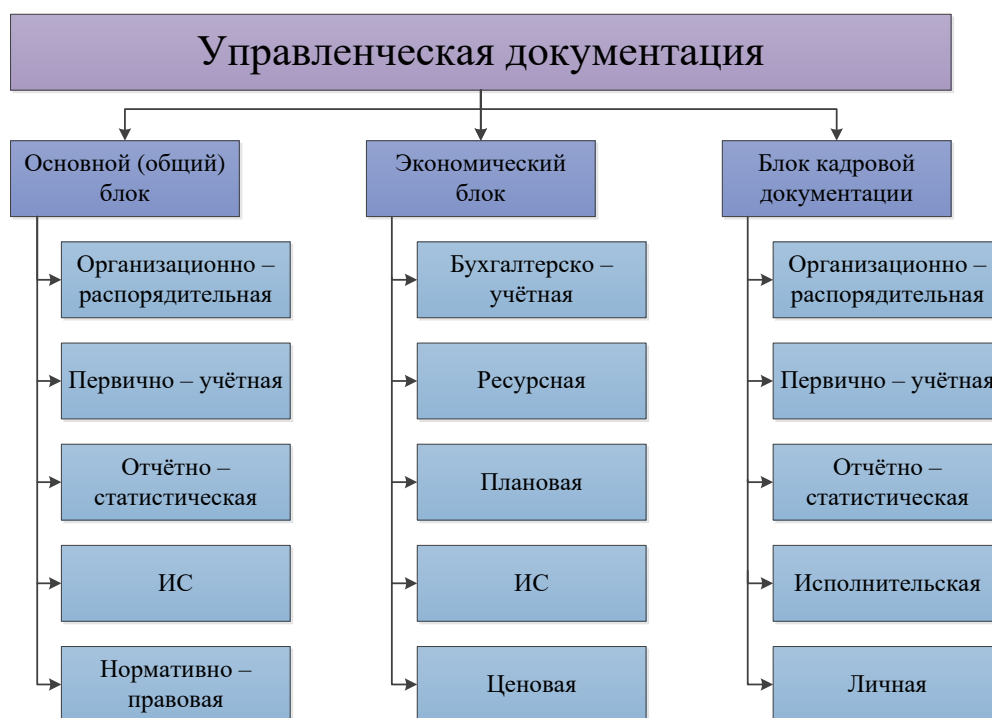 Управленческая документация
Основной (общий)
блок
Организационно –
распорядительная
Первично – учётная
Отчётно –
статистическая
ИС
Нормативно –
правовая
Экономический
блок
Бухгалтерско –
учётная
Ресурсная
Плановая
ИС
Ценовая
Блок кадровой
документации
Организационно –
распорядительная
Первично – учётная
Отчётно –
статистическая
Исполнительская
Личная